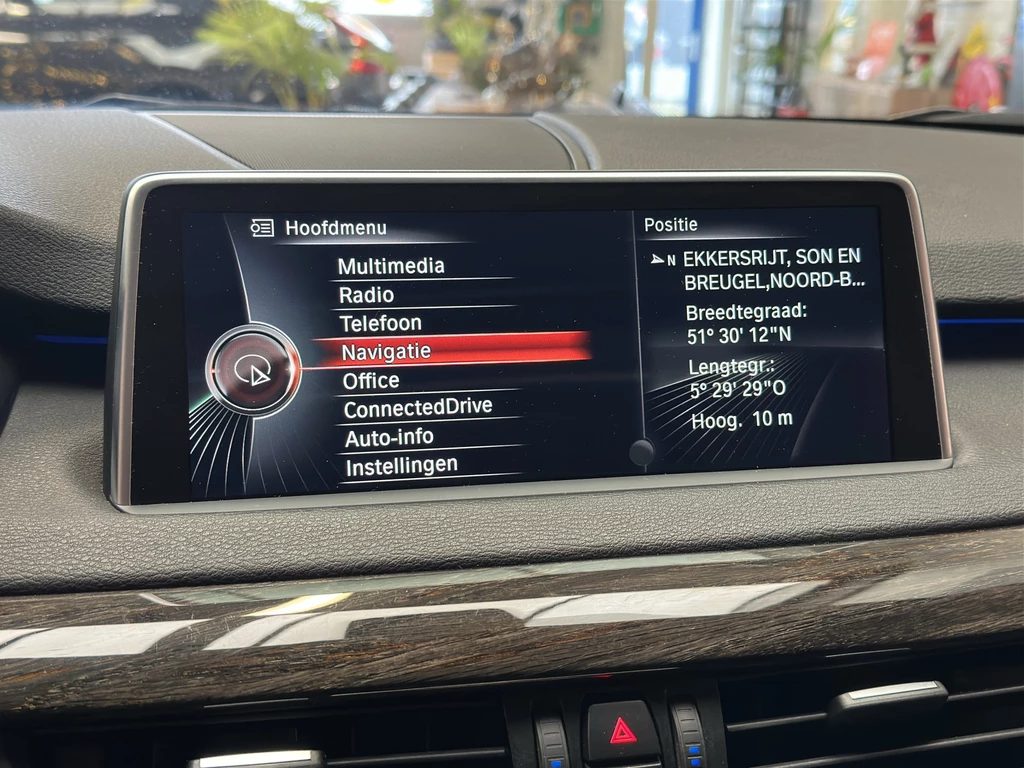 Hoofdmenu
Multimedia
Radio
Telefoon
Navigatie
Office
ConnectedDrive
Auto-info
Instellingen
Positie
N EKKERSRIJT, SON EN
BREUGEL,NOORD-B...
Breedtegraad:
51° 30' 12"N
Lengtegr.:
5° 29' 29"O
Hoog. 10 m